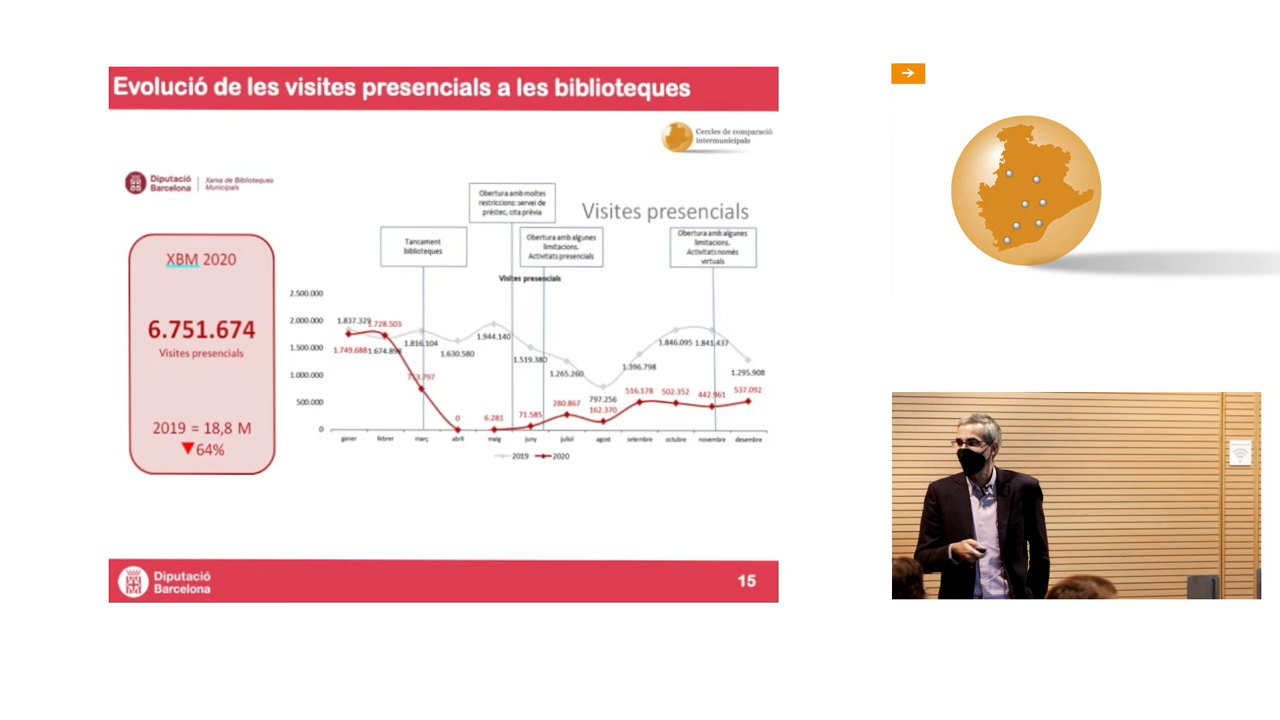 Evolució de les visites presencials a les biblioteques
Cercles de comparació
intermunicipals
Diputació
Barcelona
Xarxa de Biblioteques
Municipals
XBM 2020
6.751.674
Visites presencials
2019 = 18,8 M
64%
Obertura amb moltes
restriccions: servei de
préstec, cita prèvia
Visites presencials
Tancament
biblioteques
Obertura amb algunes
limitacions.
Activitats presencials
Obertura amb algunes
limitacions.
Activitats només
virtuals
Visites presencials
2.500.000
2.000.000
1.500.000
1.000.000
500.000
0
1.837.329
1.728.503
1.749.688
1.674.898
1.816.104
753.797
1.630.580
0
1.944.140
6.281
1.519.380
71.585
1.265.260
280.867
797.256
162.370
1.396.798
516.178
1.846.095
502.352
1.841.437
442.961
1.295.908
537.092
gener febrer març abril maig juny juliol agost setembre octubre novembre desembre
2019 2020
Diputació
Barcelona
15